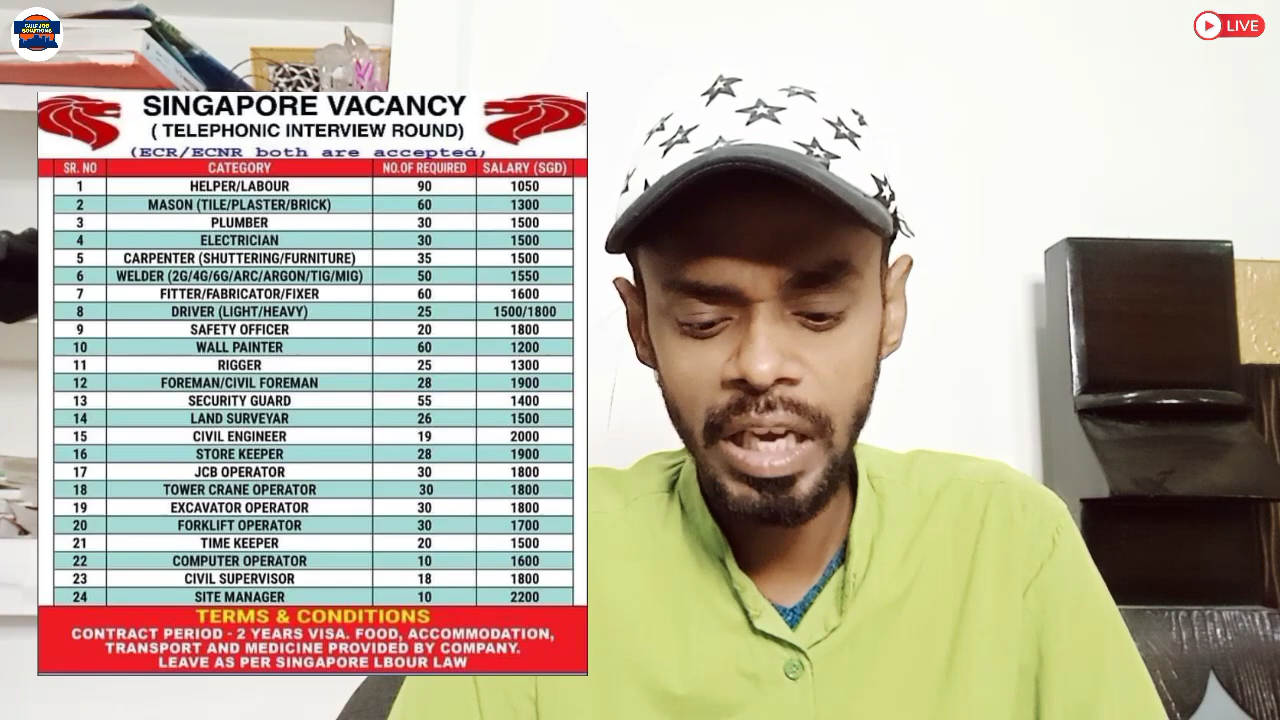 GULF JOB
SOLUTIONS
LIVE
SINGAPORE VACANCY
( TELEPHONIC INTERVIEW ROUND)
(ECR/ECNR both are accepted)
SR. NO CATEGORY NO.OF REQUIRED SALARY (SGD)
1 HELPER/LABOUR 90 1050
2 MASON (TILE/PLASTER/BRICK) 60 1300
3 PLUMBER 30 1500
4 ELECTRICIAN 30 1500
5 CARPENTER (SHUTTERING/FURNITURE) 35 1500
6 WELDER (2G/4G/6G/ARC/ARGON/TIG/MIG) 50 1550
7 FITTER/FABRICATOR/FIXER 60 1600
8 DRIVER (LIGHT/HEAVY) 25 1500/1800
9 SAFETY OFFICER 20 1800
10 WALL PAINTER 60 1200
11 RIGGER 25 1300
12 FOREMAN/CIVIL FOREMAN 28 1900
13 SECURITY GUARD 55 1400
14 LAND SURVEYAR 26 1500
15 CIVIL ENGINEER 19 2000
16 STORE KEEPER 28 1900
17 JCB OPERATOR 30 1800
18 TOWER CRANE OPERATOR 30 1800
19 EXCAVATOR OPERATOR 30 1800
20 FORKLIFT OPERATOR 30 1700
21 TIME KEEPER 20 1500
22 COMPUTER OPERATOR 10 1600
23 CIVIL SUPERVISOR 18 1800
24 SITE MANAGER 10 2200
TERMS & CONDITIONS
CONTRACT PERIOD - 2 YEARS VISA. FOOD, ACCOMMODATION,
TRANSPORT AND MEDICINE PROVIDED BY COMPANY.
LEAVE AS PER SINGAPORE LBOUR LAW